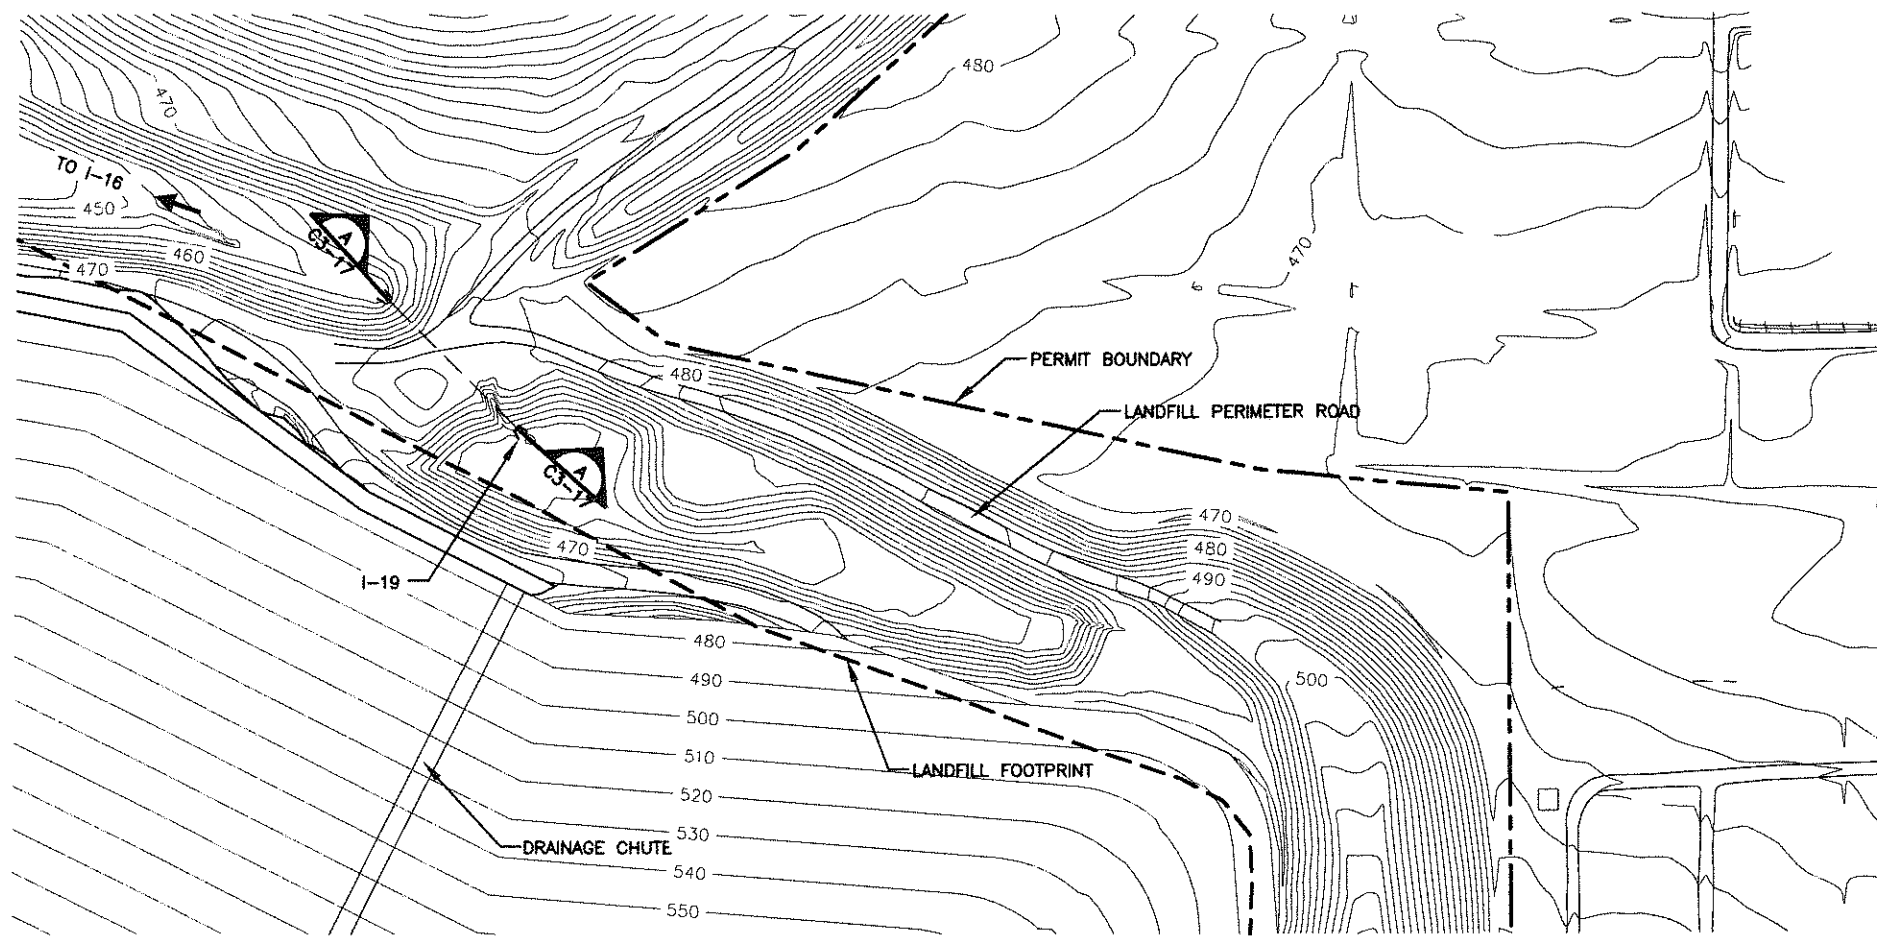 480
470
TO I-16
450
A
C3-17
460
470
470
PERMIT BOUNDARY
480
LANDFILL PERIMETER ROAD
A
C3-17
470
470
480
I-19
490
480
490
500
500
510
LANDFILL FOOTPRINT
520
530
DRAINAGE CHUTE
540
550